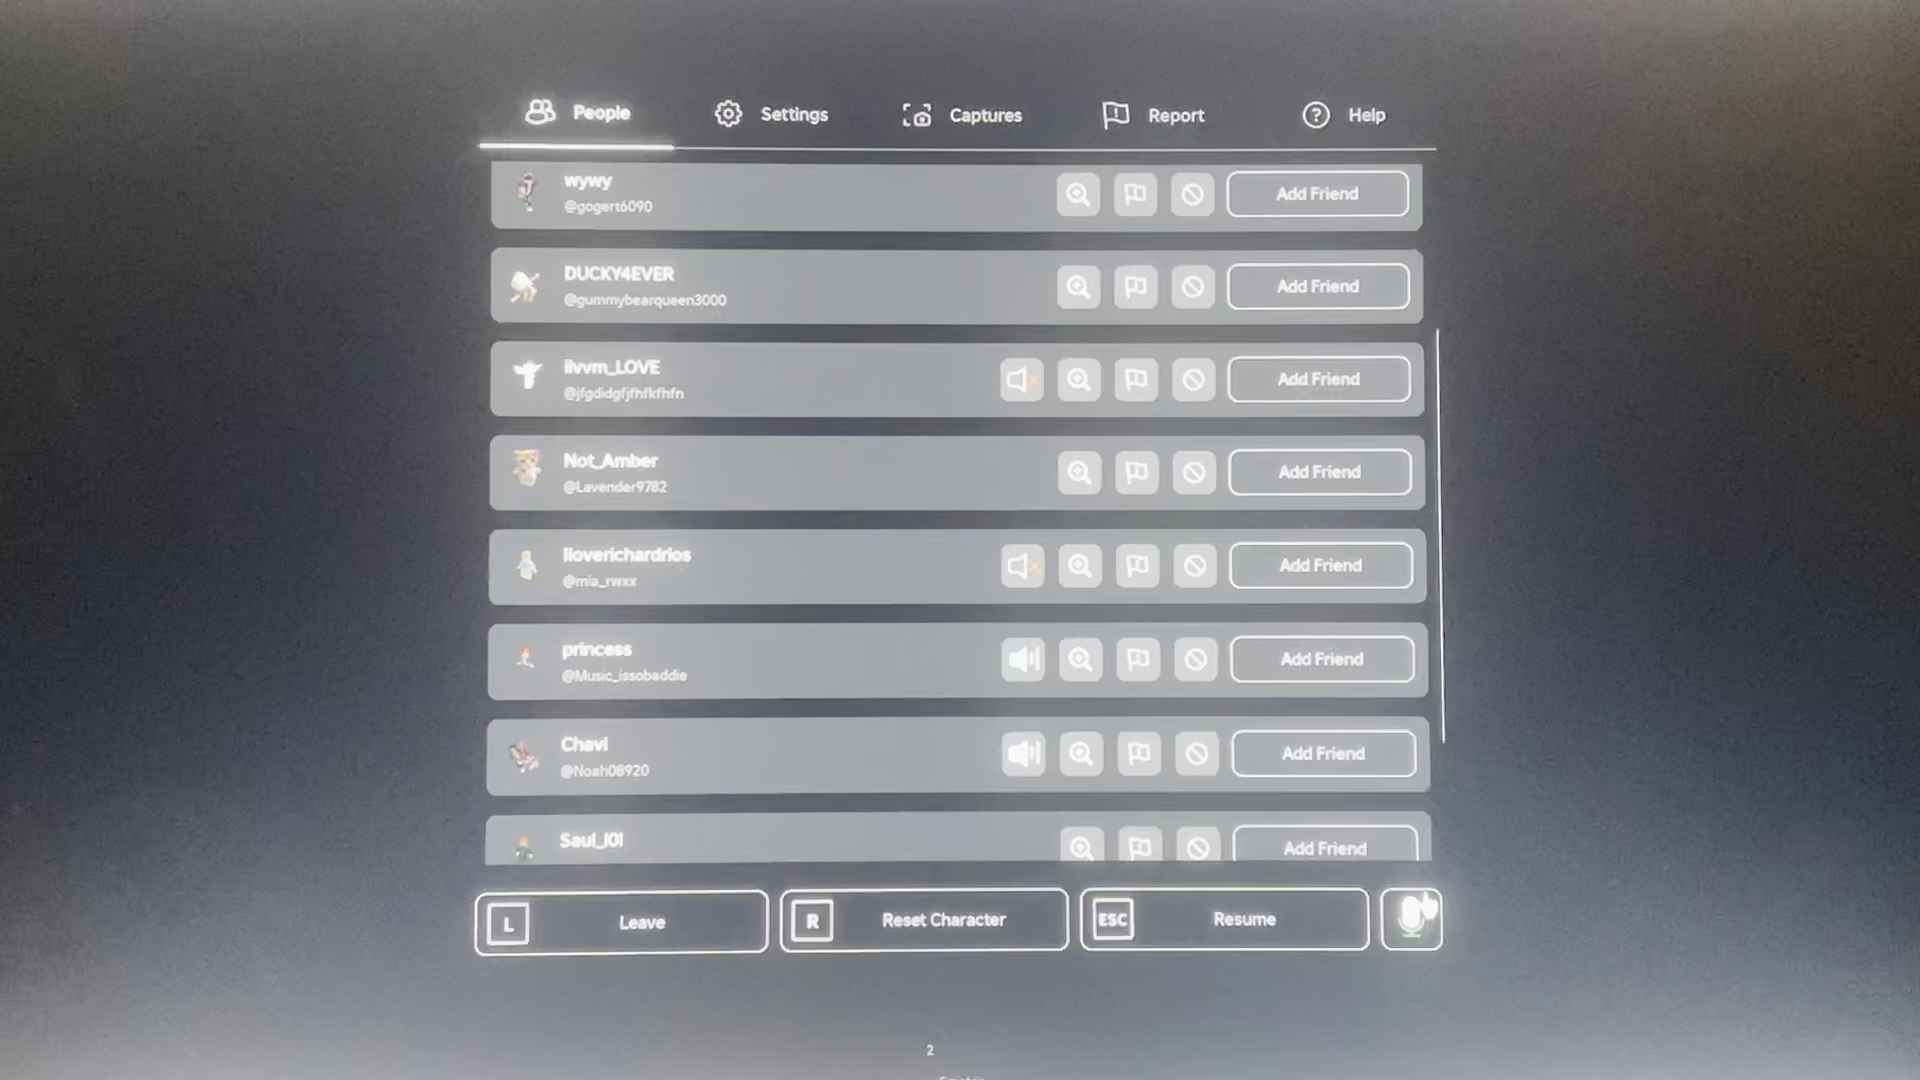 People
Settings
Captures
Report
Help
wywy
@gogert6090
Add Friend
DUCKY4EVER
@gummybearqueen3000
Add Friend
ilvvm_LOVE
@jfgdidgfjfhfkfhfn
Add Friend
Not_Amber
@Lavender9782
Add Friend
Iloverichardrios
@mia_rwxx
Add Friend
princess
@Music_issobaddie
Add Friend
Chavi
@Noah08920
Add Friend
Saul_l0l
Add Friend
L Leave
R Reset Character
ESC Resume
2